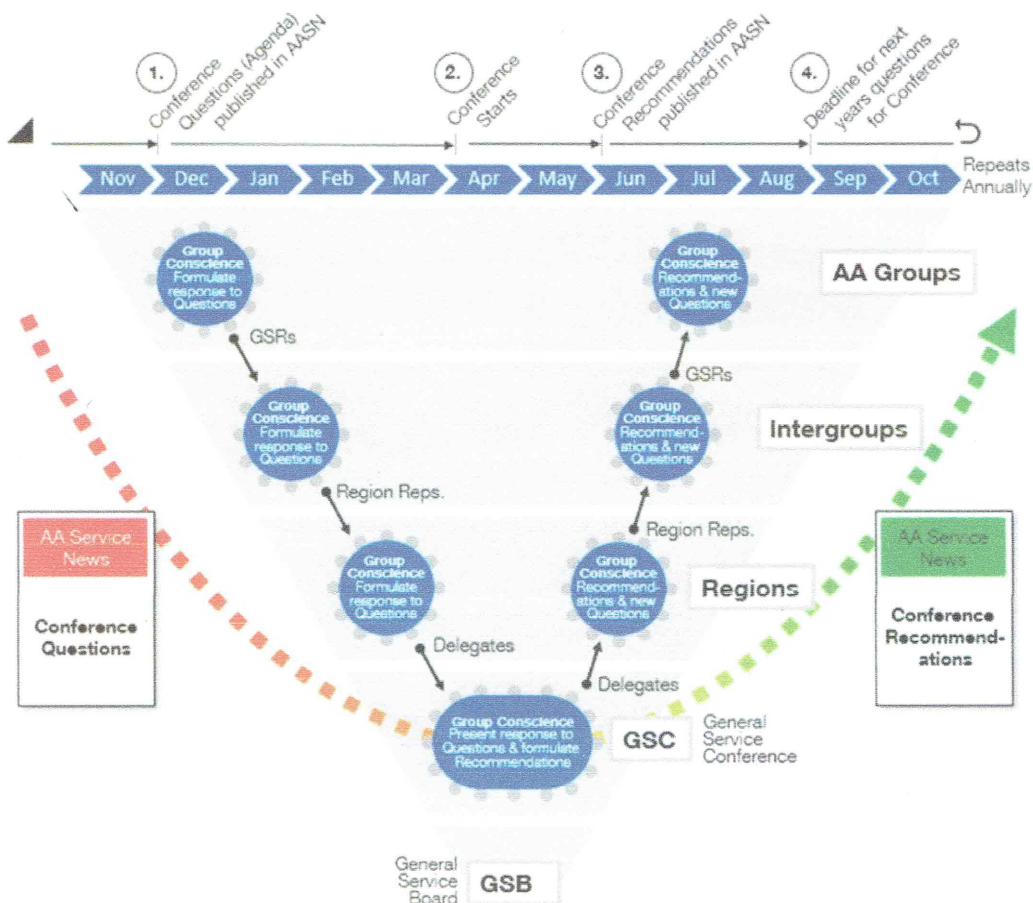 1.
Conference
Questions (Agenda)
published in AASN
2.
Conference
Starts
3.
Conference
Recommendations
published in AASN
4.
Deadline for next
years questions
for Conference
Nov Dec Jan Feb Mar Apr May Jun Jul Aug Sep Oct
Repeats
Annually
Group
Conscience
Formulate
response to
Questions
Group
Conscience
Recommend-
ations & new
Questions
AA Groups
GSRs
GSRs
Group
Conscience
Formulate
response to
Questions
Group
Conscience
Recommend-
ations & new
Questions
Intergroups
Region Reps.
Region Reps.
AA Service
News
Conference
Questions
Group
Conscience
Formulate
response to
Questions
Group
Conscience
Recommend-
ations & new
Questions
Regions
AA Service
News
Conference
Recommend-
ations
Delegates
Delegates
Group Conscience
Present response to
Questions & formulate
Recommendations
GSC
General
Service
Conference
General
Service
Board
GSB